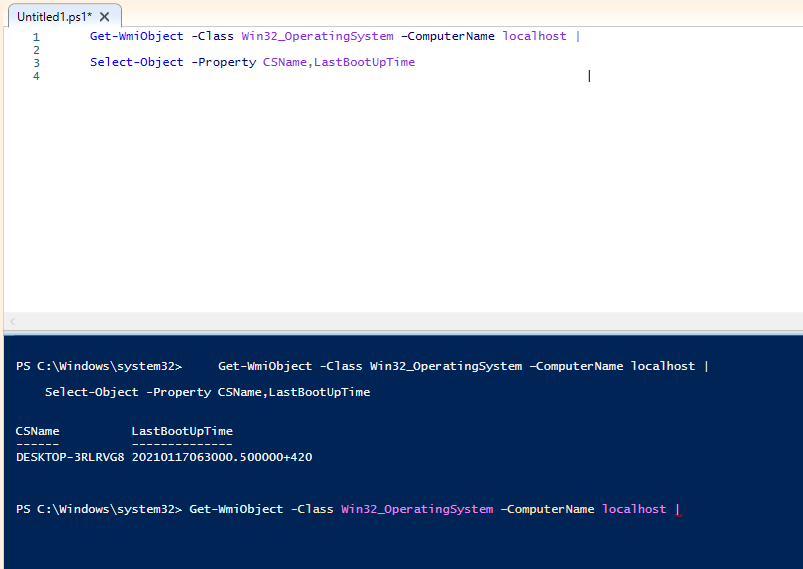 Untitled1.ps1* X
1 Get-WmiObject -Class Win32_OperatingSystem -ComputerName localhost |
2
3 Select-Object -Property CSName,LastBootUpTime
4
PS C:\Windows\system32> Get-WmiObject -Class Win32_OperatingSystem -ComputerName localhost |
Select-Object -Property CSName,LastBootUpTime
CSName LastBootUpTime
------ --------------
DESKTOP-3RLRVG8 20210117063000.500000+420
PS C:\Windows\system32> Get-WmiObject -Class Win32_OperatingSystem -ComputerName localhost |